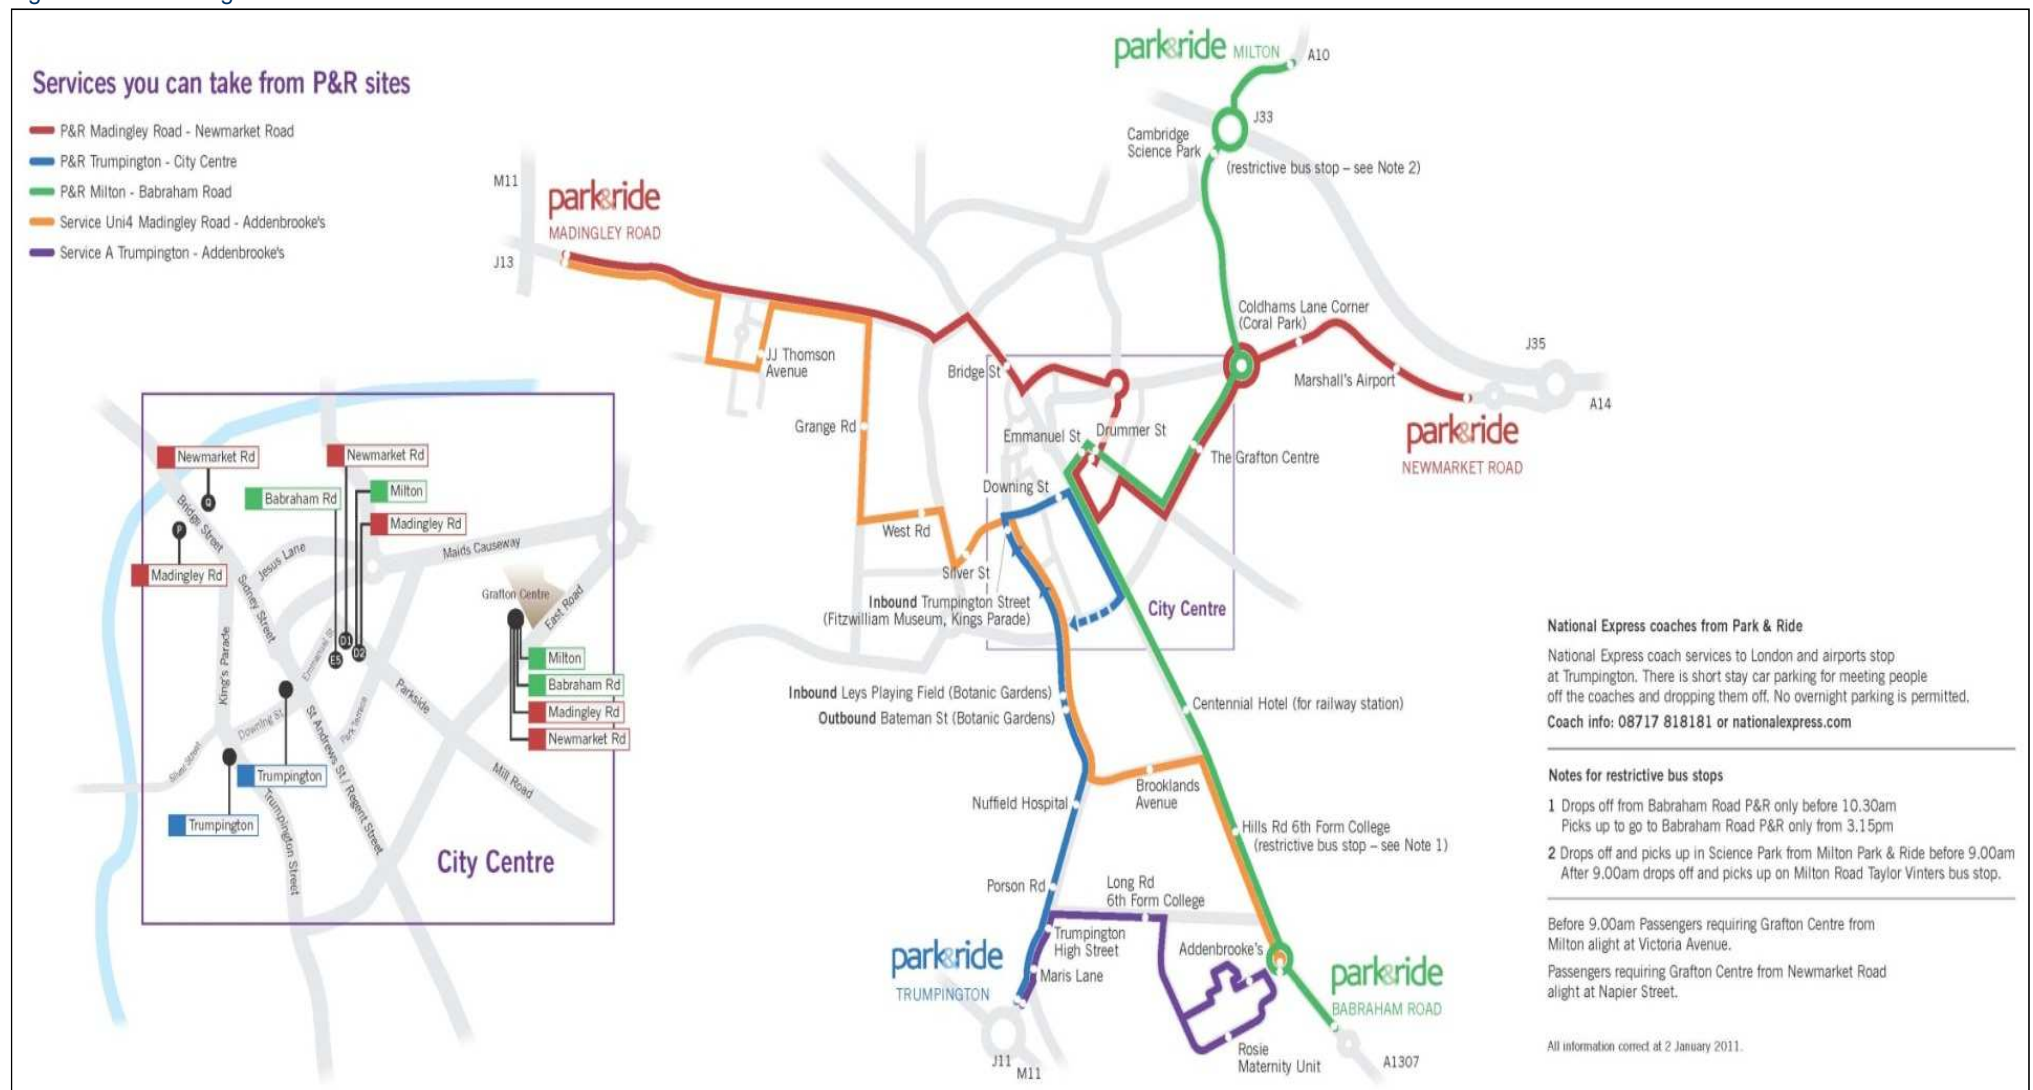 Services you can take from P&R sites
P&R Madingley Road - Newmarket Road
P&R Trumpington - City Centre
P&R Milton - Babraham Road
Service Uni4 Madingley Road - Addenbrooke's
Service A Trumpington - Addenbrooke's
park&ride MILTON
A10
J33
Cambridge
Science Park
(restrictive bus stop – see Note 2)
M11
park&ride
MADINGLEY ROAD
J13
Coldhams Lane Corner
(Coral Park)
J35
JJ Thomson
Avenue
Bridge St
Marshall's Airport
A14
park&ride
NEWMARKET ROAD
Grange Rd
Emmanuel St
Drummer St
The Grafton Centre
Downing St
West Rd
Silver St
Inbound Trumpington Street
(Fitzwilliam Museum, Kings Parade)
City Centre
Inbound Leys Playing Field (Botanic Gardens)
Outbound Bateman St (Botanic Gardens)
Centennial Hotel (for railway station)
Brooklands
Avenue
Nuffield Hospital
Hills Rd 6th Form College
(restrictive bus stop – see Note 1)
Porson Rd
Long Rd
6th Form College
Trumpington
High Street
Addenbrooke's
Maris Lane
park&ride
TRUMPINGTON
park&ride
BABRAHAM ROAD
Rosie
Maternity Unit
J11
M11
A1307
Newmarket Rd
Newmarket Rd
Babraham Rd
Milton
Madingley Rd
Q
P
Bridge Street
Madingley Rd
Jesus Lane
Maids Causeway
Sidney Street
Grafton Centre
East Road
King's Parade
Emmanuel St
E5
D1
D2
Milton
Babraham Rd
Madingley Rd
Newmarket Rd
Parkside
Park Terrace
Downing St
Silver Street
St Andrews St / Regent Street
Mill Road
Trumpington
Trumpington
Trumpington Street
City Centre
National Express coaches from Park & Ride
National Express coach services to London and airports stop
at Trumpington. There is short stay car parking for meeting people
off the coaches and dropping them off. No overnight parking is permitted.
Coach info: 08717 818181 or nationalexpress.com
Notes for restrictive bus stops
1 Drops off from Babraham Road P&R only before 10.30am
Picks up to go to Babraham Road P&R only from 3.15pm
2 Drops off and picks up in Science Park from Milton Park & Ride before 9.00am
After 9.00am drops off and picks up on Milton Road Taylor Vinters bus stop.
Before 9.00am Passengers requiring Grafton Centre from
Milton alight at Victoria Avenue.
Passengers requiring Grafton Centre from Newmarket Road
alight at Napier Street.
All information correct at 2 January 2011.